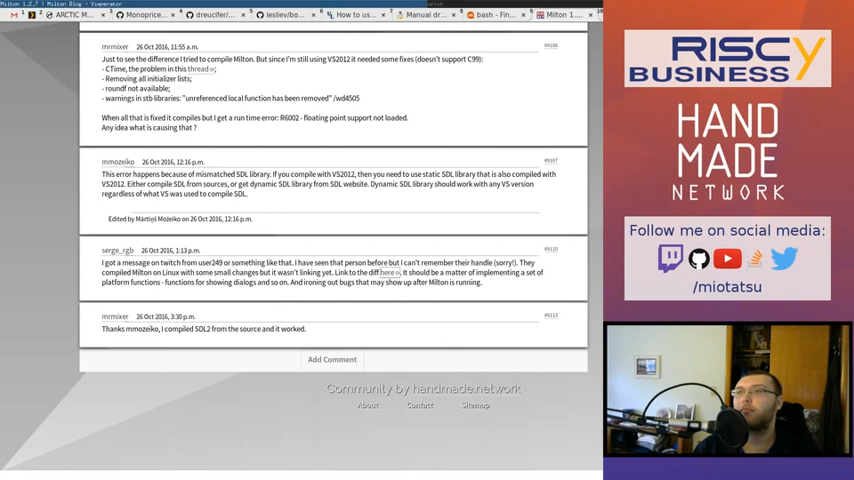 Milton 1.2.7 | Milton Blog - Vimperator
ARCTIC M... Monoprice... dreucifer/... lesliev/bo... How to us... Manual dr... bash - Fin... Milton 1....
mrmixer 26 Oct 2016, 11:55 a.m.
Just to see the difference I tried to compile Milton. But since I'm still using VS2012 it needed some fixes (doesn't support C99):
- CTime, the problem in this thread;
- Removing all initializer lists;
- roundf not available;
- warnings in stb libraries: "unreferenced local function has been removed" /wd4505
When all that is fixed it compiles but I get a run time error: R6002 - floating point support not loaded.
Any idea what is causing that ?
mmozeiko 26 Oct 2016, 12:16 p.m. #9107
This error happens because of mismatched SDL library. If you compile with VS2012, then you need to use static SDL library that is also compiled with
VS2012. Either compile SDL from sources, or get dynamic SDL library from SDL website. Dynamic SDL library should work with any VS version
regardless of what VS was used to compile SDL.
Edited by Mārtiņš Možeiko on 26 Oct 2016, 12:16 p.m.
serge_rgb 26 Oct 2016, 1:13 p.m. #9110
I got a message on twitch from user249 or something like that. I have seen that person before but I can't remember their handle (sorry!). They
compiled Milton on Linux with some small changes but it wasn't linking yet. Link to the diff here. It should be a matter of implementing a set of
platform functions - functions for showing dialogs and so on. And ironing out bugs that may show up after Milton is running.
mrmixer 26 Oct 2016, 3:30 p.m. #9113
Thanks mmozeiko, I compiled SDL2 from the source and it worked.
Add Comment
Community by handmade.network
About Contact Sitemap
RISCY
BUSINESS
HAND
MADE
NETWORK
Follow me on social media:
/miotatsu